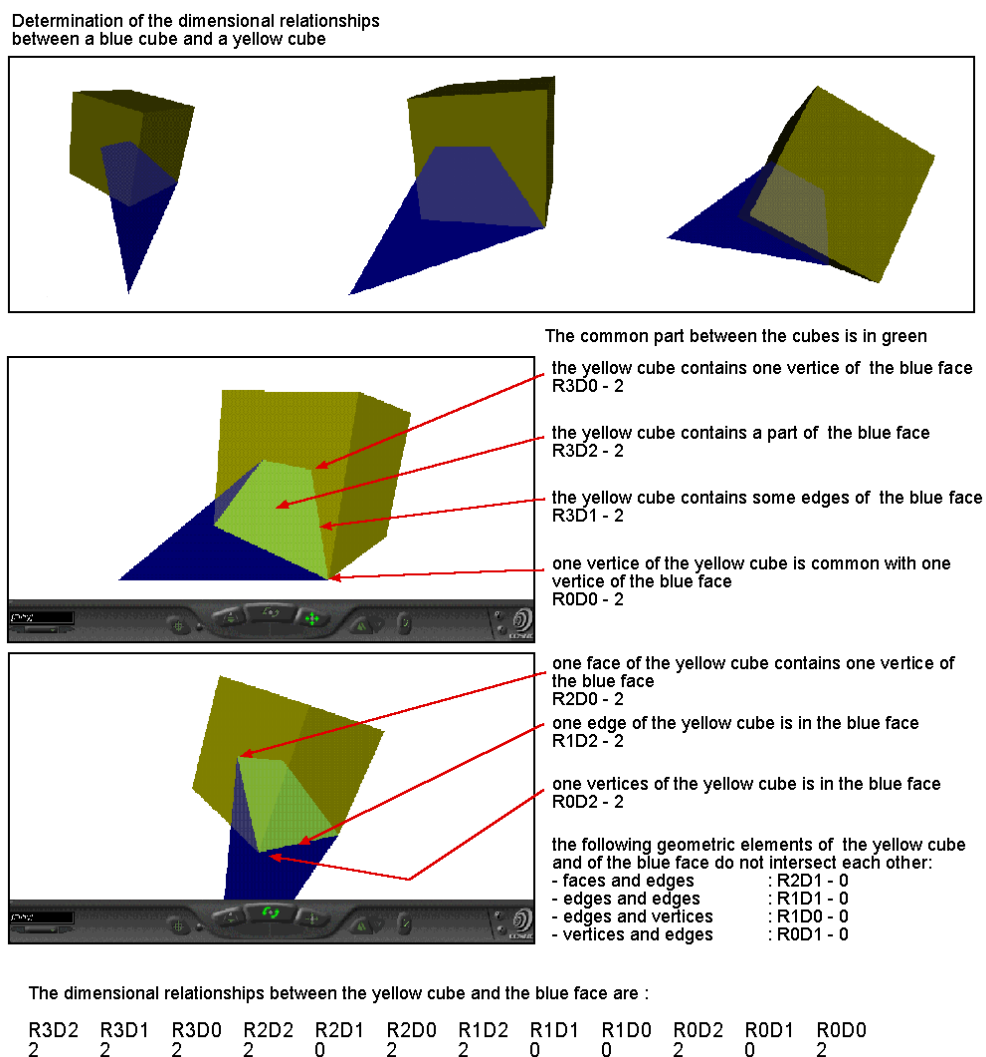 Determination of the dimensional relationships
between a blue cube and a yellow cube
The common part between the cubes is in green
the yellow cube contains one vertice of the blue face
R3D0 - 2
the yellow cube contains a part of the blue face
R3D2 - 2
the yellow cube contains some edges of the blue face
R3D1 - 2
one vertice of the yellow cube is common with one
vertice of the blue face
R0D0 - 2
one face of the yellow cube contains one vertice of
the blue face
R2D0 - 2
one edge of the yellow cube is in the blue face
R1D2 - 2
one vertices of the yellow cube is in the blue face
R0D2 - 2
the following geometric elements of the yellow cube
and of the blue face do not intersect each other:
- faces and edges : R2D1 - 0
- edges and edges : R1D1 - 0
- edges and vertices : R1D0 - 0
- vertices and edges : R0D1 - 0
The dimensional relationships between the yellow cube and the blue face are :
R3D2 R3D1 R3D0 R2D2 R2D1 R2D0 R1D2 R1D1 R1D0 R0D2 R0D1 R0D0
2 2 2 2 0 2 2 0 0 2 0 2